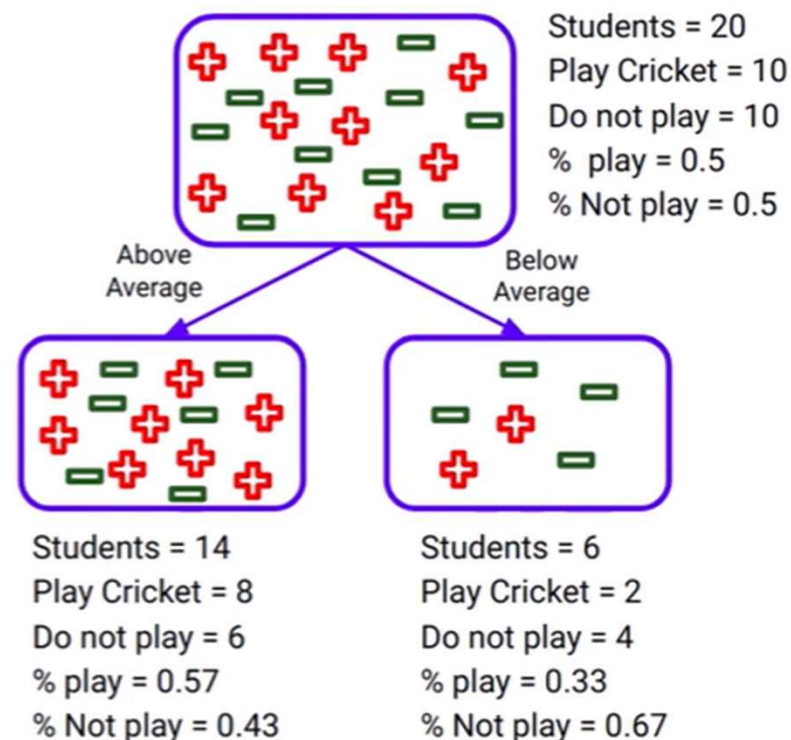 Students = 20
Play Cricket = 10
Do not play = 10
% play = 0.5
% Not play = 0.5
Above
Average
Below
Average
Students = 14
Play Cricket = 8
Do not play = 6
% play = 0.57
% Not play = 0.43
Students = 6
Play Cricket = 2
Do not play = 4
% play = 0.33
% Not play = 0.67